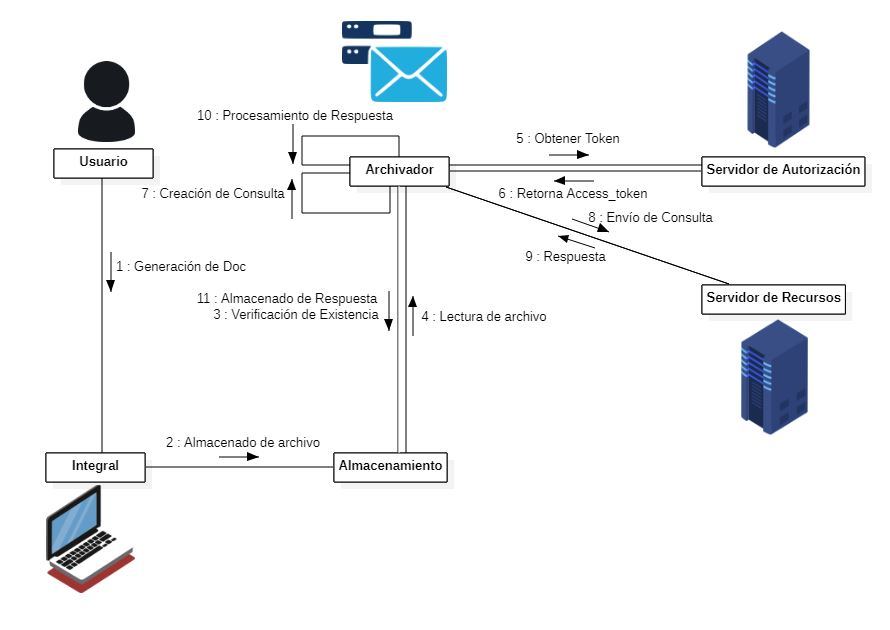 10 : Procesamiento de Respuesta
5 : Obtener Token
Usuario
Archivador
Servidor de Autorización
7 : Creación de Consulta
6 : Retorna Access_token
8 : Envío de Consulta
9 : Respuesta
1 : Generación de Doc
11 : Almacenado de Respuesta
3 : Verificación de Existencia
4 : Lectura de archivo
Servidor de Recursos
2 : Almacenado de archivo
Integral
Almacenamiento